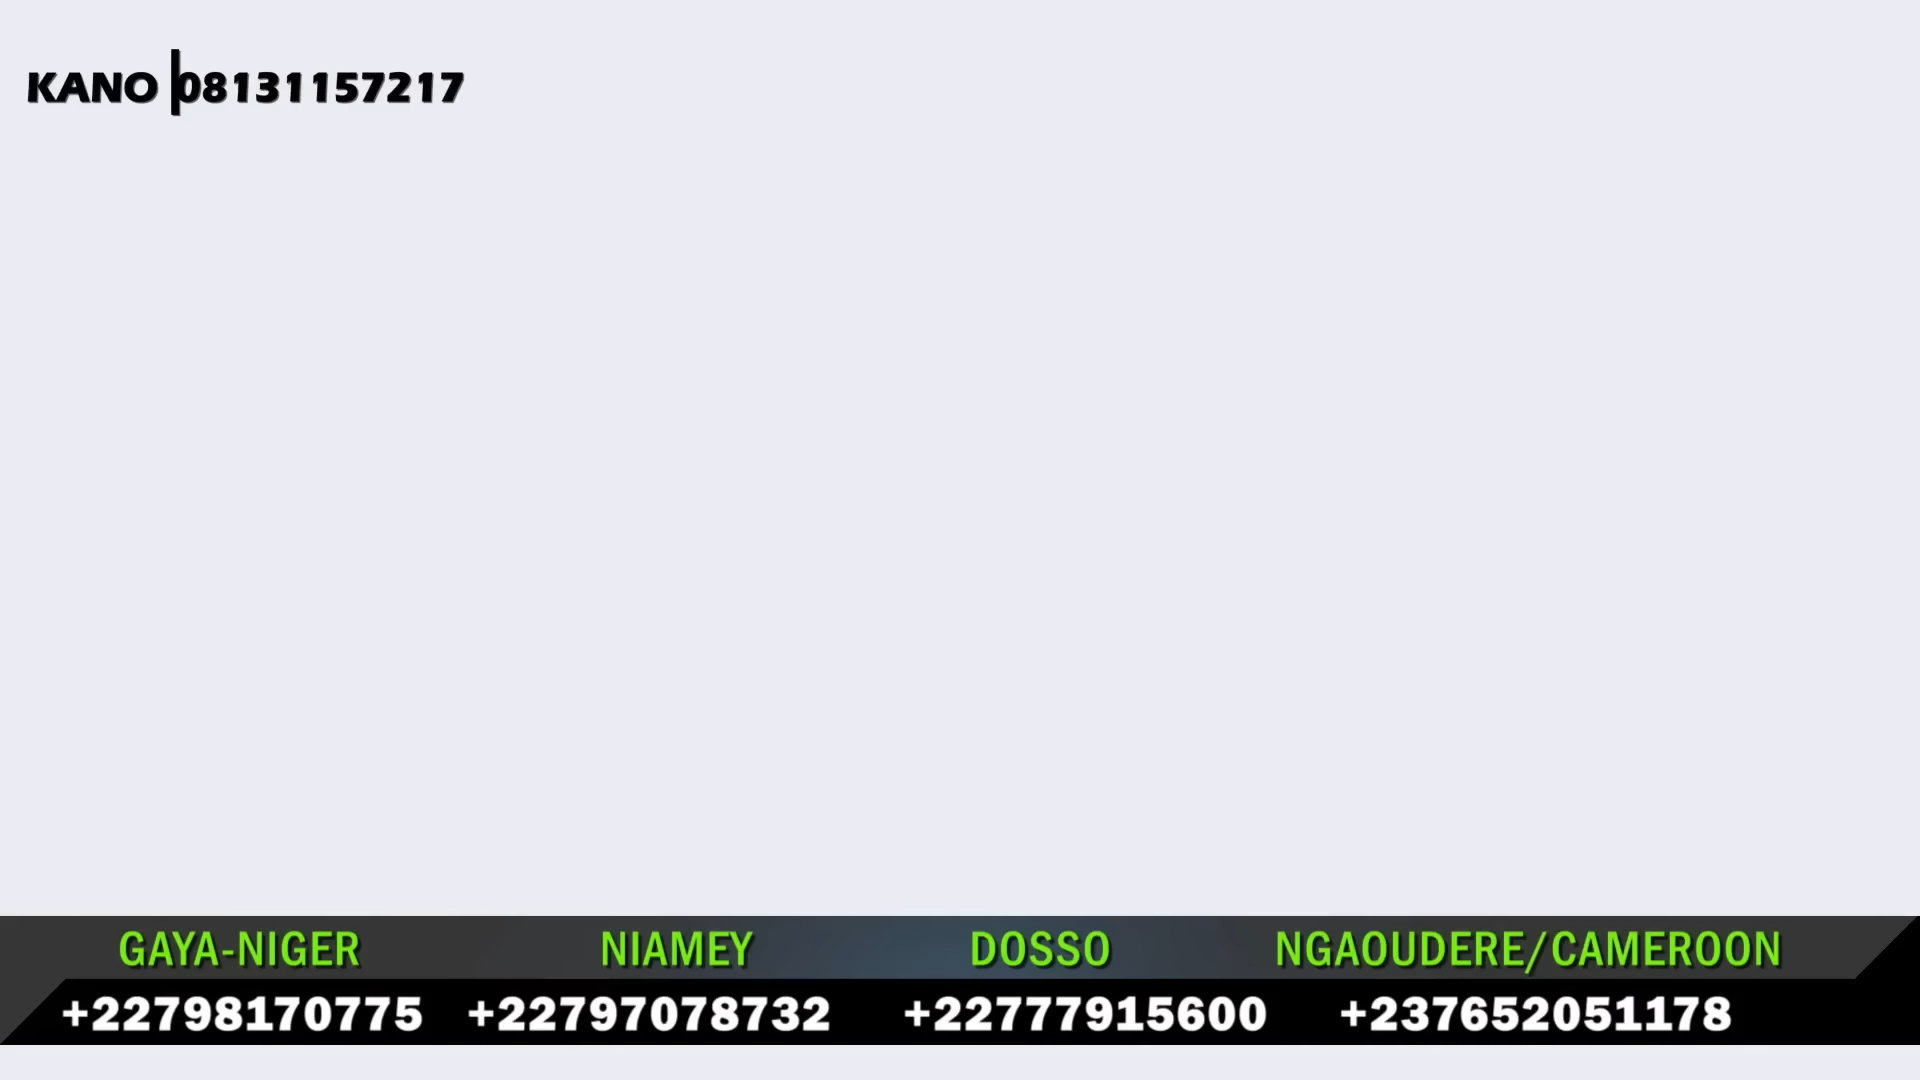 KANO 08131157217
GAYA-NIGER NIAMEY DOSSO NGAOUDERE/CAMEROON
+22798170775 +22797078732 +22777915600 +237652051178